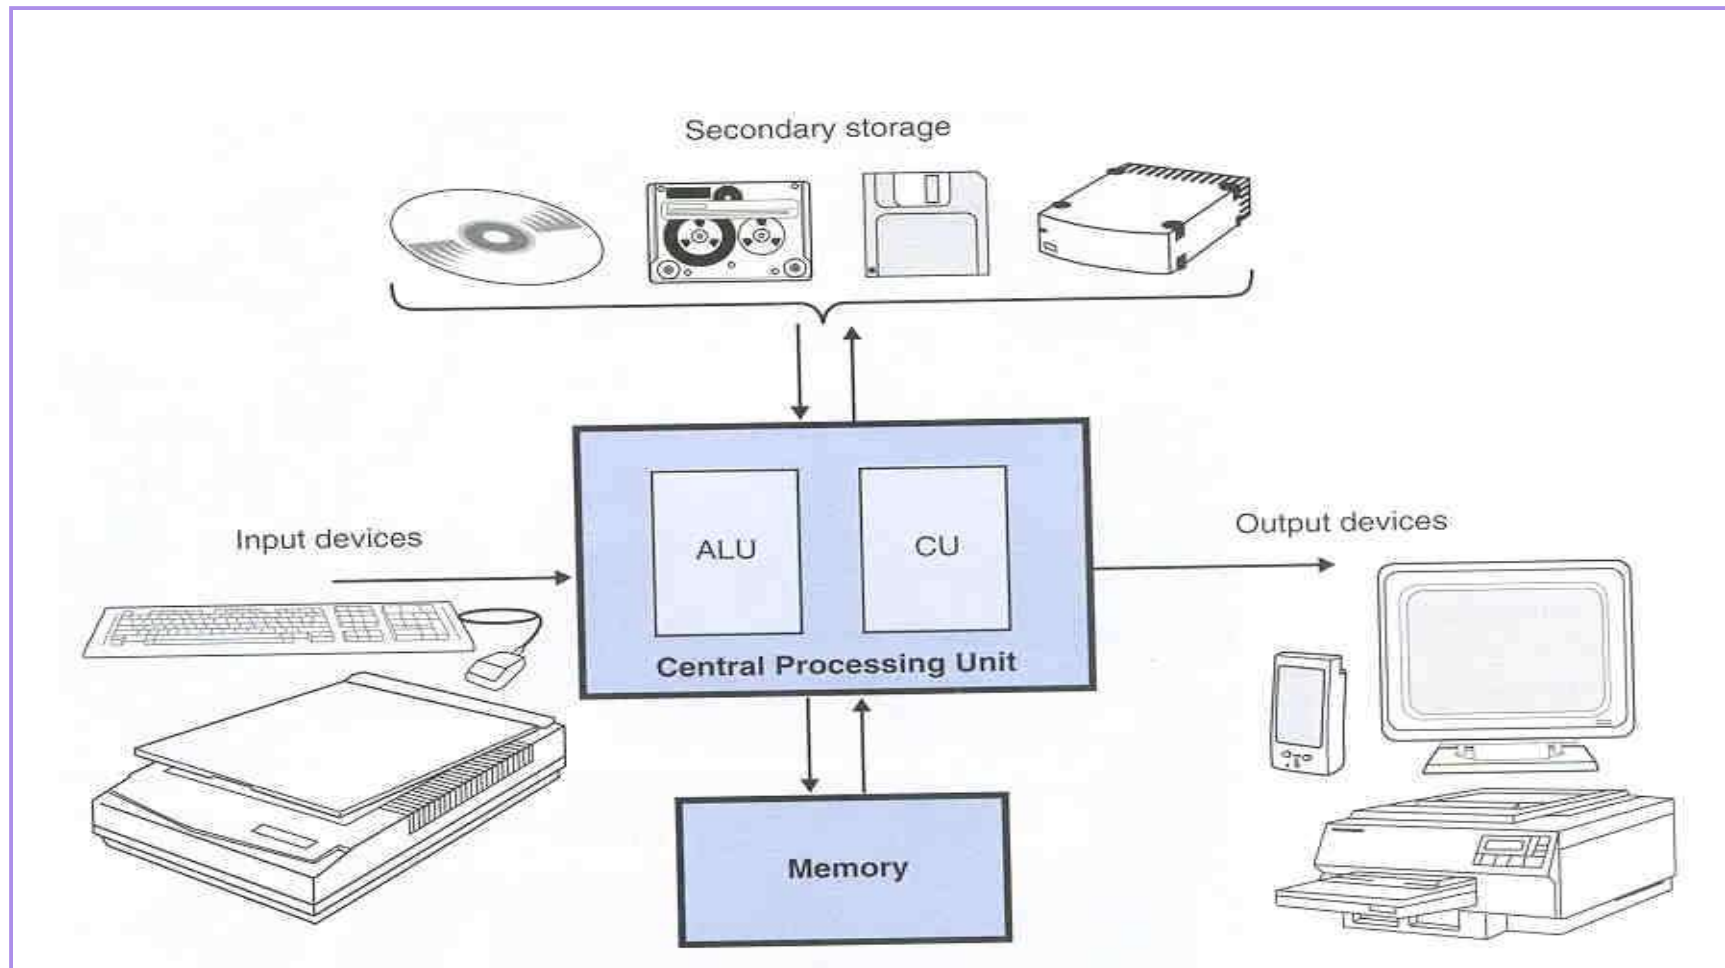 Secondary storage
Input devices
Output devices
ALU
CU
Central Processing Unit
Memory